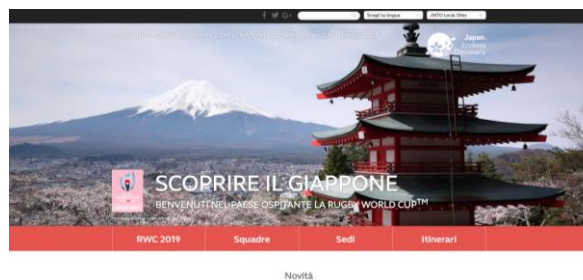 Scegli la lingua
JNTO Local Sites
Japan.
Endless
Discovery.
SCOPRIRE IL GIAPPONE
BENVENUTI NEL PAESE OSPITANTE LA RUGBY WORLD CUP™
RWC 2019
Squadre
Sedi
Itinerari
Novità